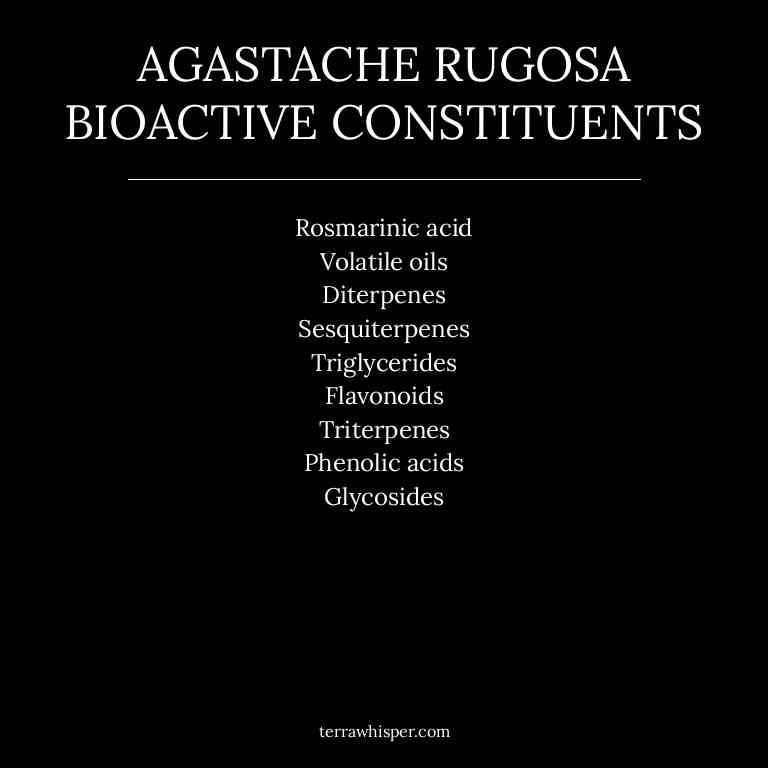 AGASTACHE RUGOSA
BIOACTIVE CONSTITUENTS
Rosmarinic acid
Volatile oils
Diterpenes
Sesquiterpenes
Triglycerides
Flavonoids
Triterpenes
Phenolic acids
Glycosides
terrawhisper.com